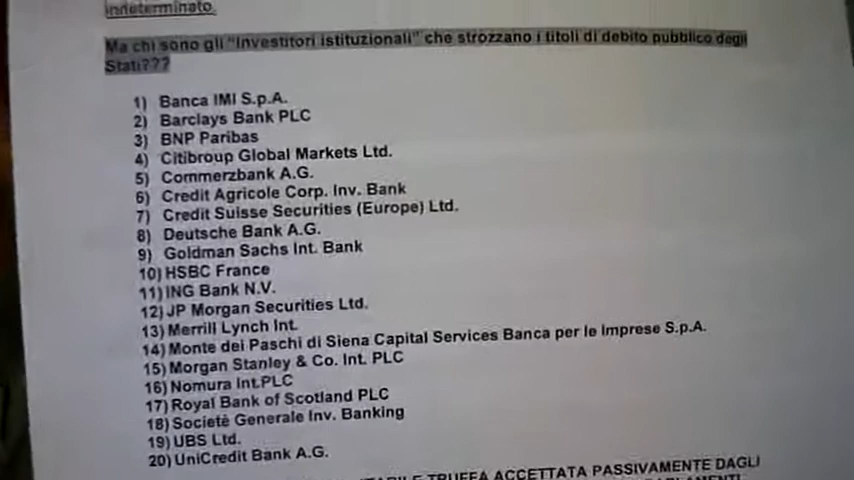 indeterminato.
Ma chi sono gli "Investitori istituzionali" che strozzano i titoli di debito pubblico degli
Stati???
1) Banca IMI S.p.A.
2) Barclays Bank PLC
3) BNP Paribas
4) Citibroup Global Markets Ltd.
5) Commerzbank A.G.
6) Credit Agricole Corp. Inv. Bank
7) Credit Suisse Securities (Europe) Ltd.
8) Deutsche Bank A.G.
9) Goldman Sachs Int. Bank
10) HSBC France
11) ING Bank N.V.
12) JP Morgan Securities Ltd.
13) Merrill Lynch Int.
14) Monte dei Paschi di Siena Capital Services Banca per le Imprese S.p.A.
15) Morgan Stanley & Co. Int. PLC
16) Nomura Int.PLC
17) Royal Bank of Scotland PLC
18) Societè Generale Inv. Banking
19) UBS Ltd.
20) UniCredit Bank A.G.
TRUFFA ACCETTATA PASSIVAMENTE DAGLI